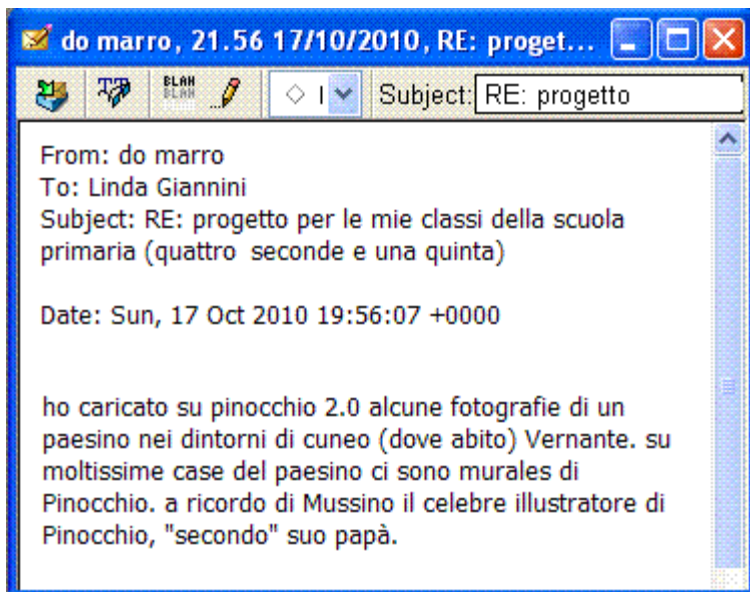 do marro, 21.56 17/10/2010, RE: proget...
BLAH
BLAH
I
Subject: RE: progetto
From: do marro
To: Linda Giannini
Subject: RE: progetto per le mie classi della scuola
primaria (quattro seconde e una quinta)
Date: Sun, 17 Oct 2010 19:56:07 +0000
ho caricato su pinocchio 2.0 alcune fotografie di un
paesino nei dintorni di cuneo (dove abito) Vernante. su
moltissime case del paesino ci sono murales di
Pinocchio. a ricordo di Mussino il celebre illustratore di
Pinocchio, "secondo" suo papà.